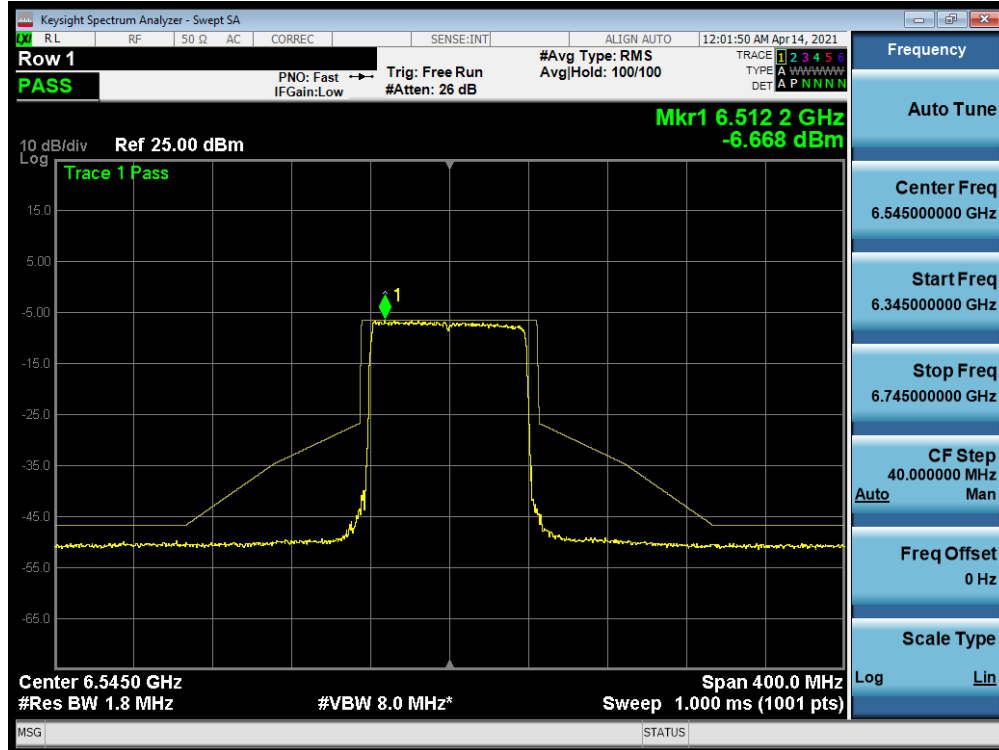 Keysight Spectrum Analyzer - Swept SA
LXI RL RF 50 Ω AC CORREC SENSE:INT ALIGN AUTO 12:01:50 AM Apr 14, 2021
Row 1
PASS
PNO: Fast
IFGain:Low
Trig: Free Run
#Atten: 26 dB
#Avg Type: RMS
Avg|Hold: 100/100
TRACE 1 2 3 4 5 6
TYPE A WWWWW
DET A P N N N N
Mkr1 6.512 2 GHz
-6.668 dBm
10 dB/div Ref 25.00 dBm
Log
Trace 1 Pass
15.0
5.00
1
-5.00
-15.0
-25.0
-35.0
-45.0
-55.0
-65.0
Center 6.5450 GHz Span 400.0 MHz
#Res BW 1.8 MHz #VBW 8.0 MHz* Sweep 1.000 ms (1001 pts)
MSG STATUS
Frequency
Auto Tune
Center Freq
6.545000000 GHz
Start Freq
6.345000000 GHz
Stop Freq
6.745000000 GHz
CF Step
40.000000 MHz
Auto Man
Freq Offset
0 Hz
Scale Type
Log Lin